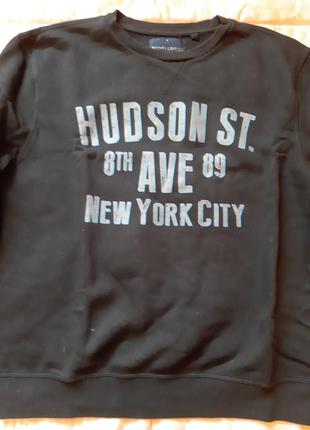 HUDSON ST.
8TH AVE 89
NEW YORK CITY